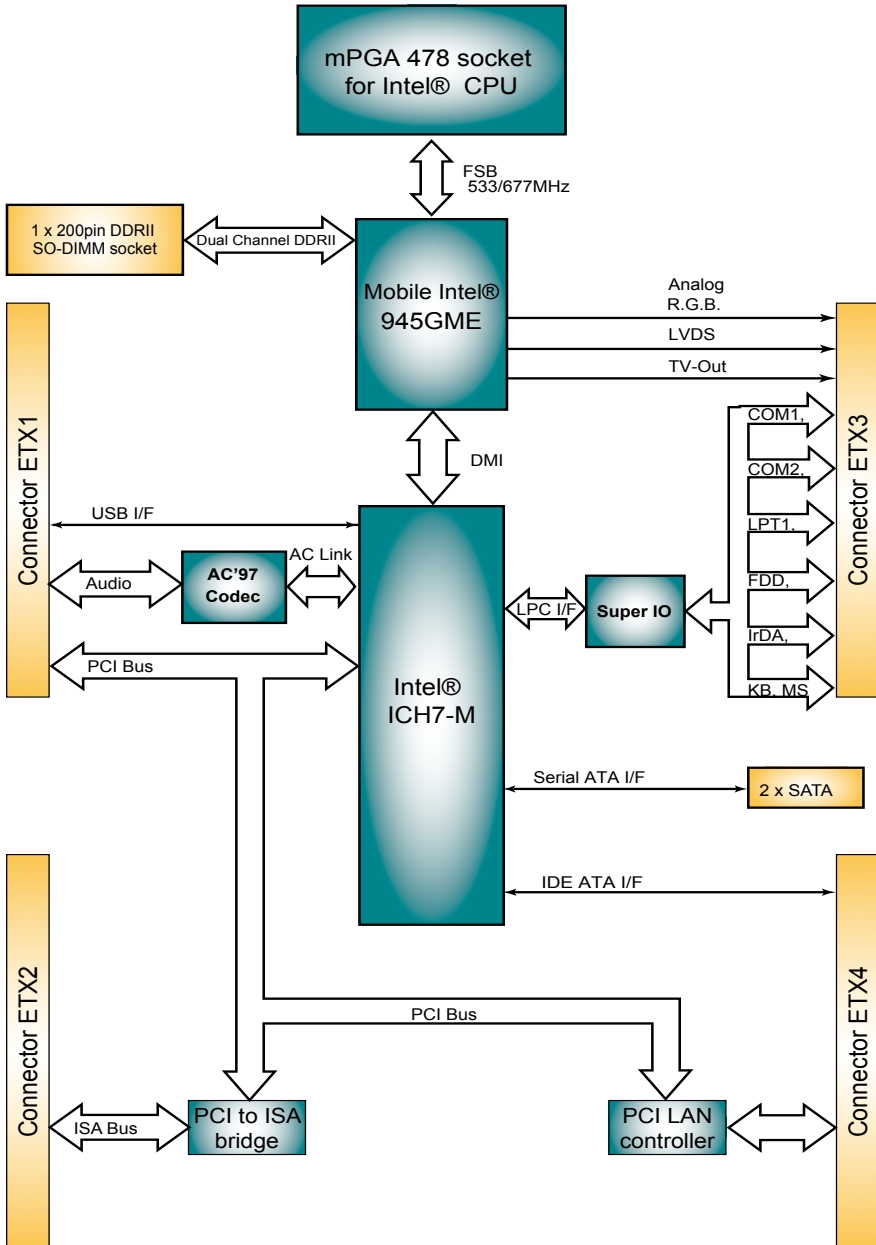 mPGA 478 socket
for Intel® CPU
FSB
533/677MHz
1 x 200pin DDRII
SO-DIMM socket
Dual Channel DDRII
Mobile Intel®
945GME
Analog
R.G.B.
LVDS
TV-Out
Connector ETX1
Connector ETX3
COM1,
COM2,
LPT1,
FDD,
IrDA,
KB, MS
DMI
USB I/F
AC Link
Audio
AC'97
Codec
LPC I/F
Super IO
PCI Bus
Intel®
ICH7-M
Serial ATA I/F
2 x SATA
IDE ATA I/F
Connector ETX2
Connector ETX4
PCI Bus
ISA Bus
PCI to ISA
bridge
PCI LAN
controller